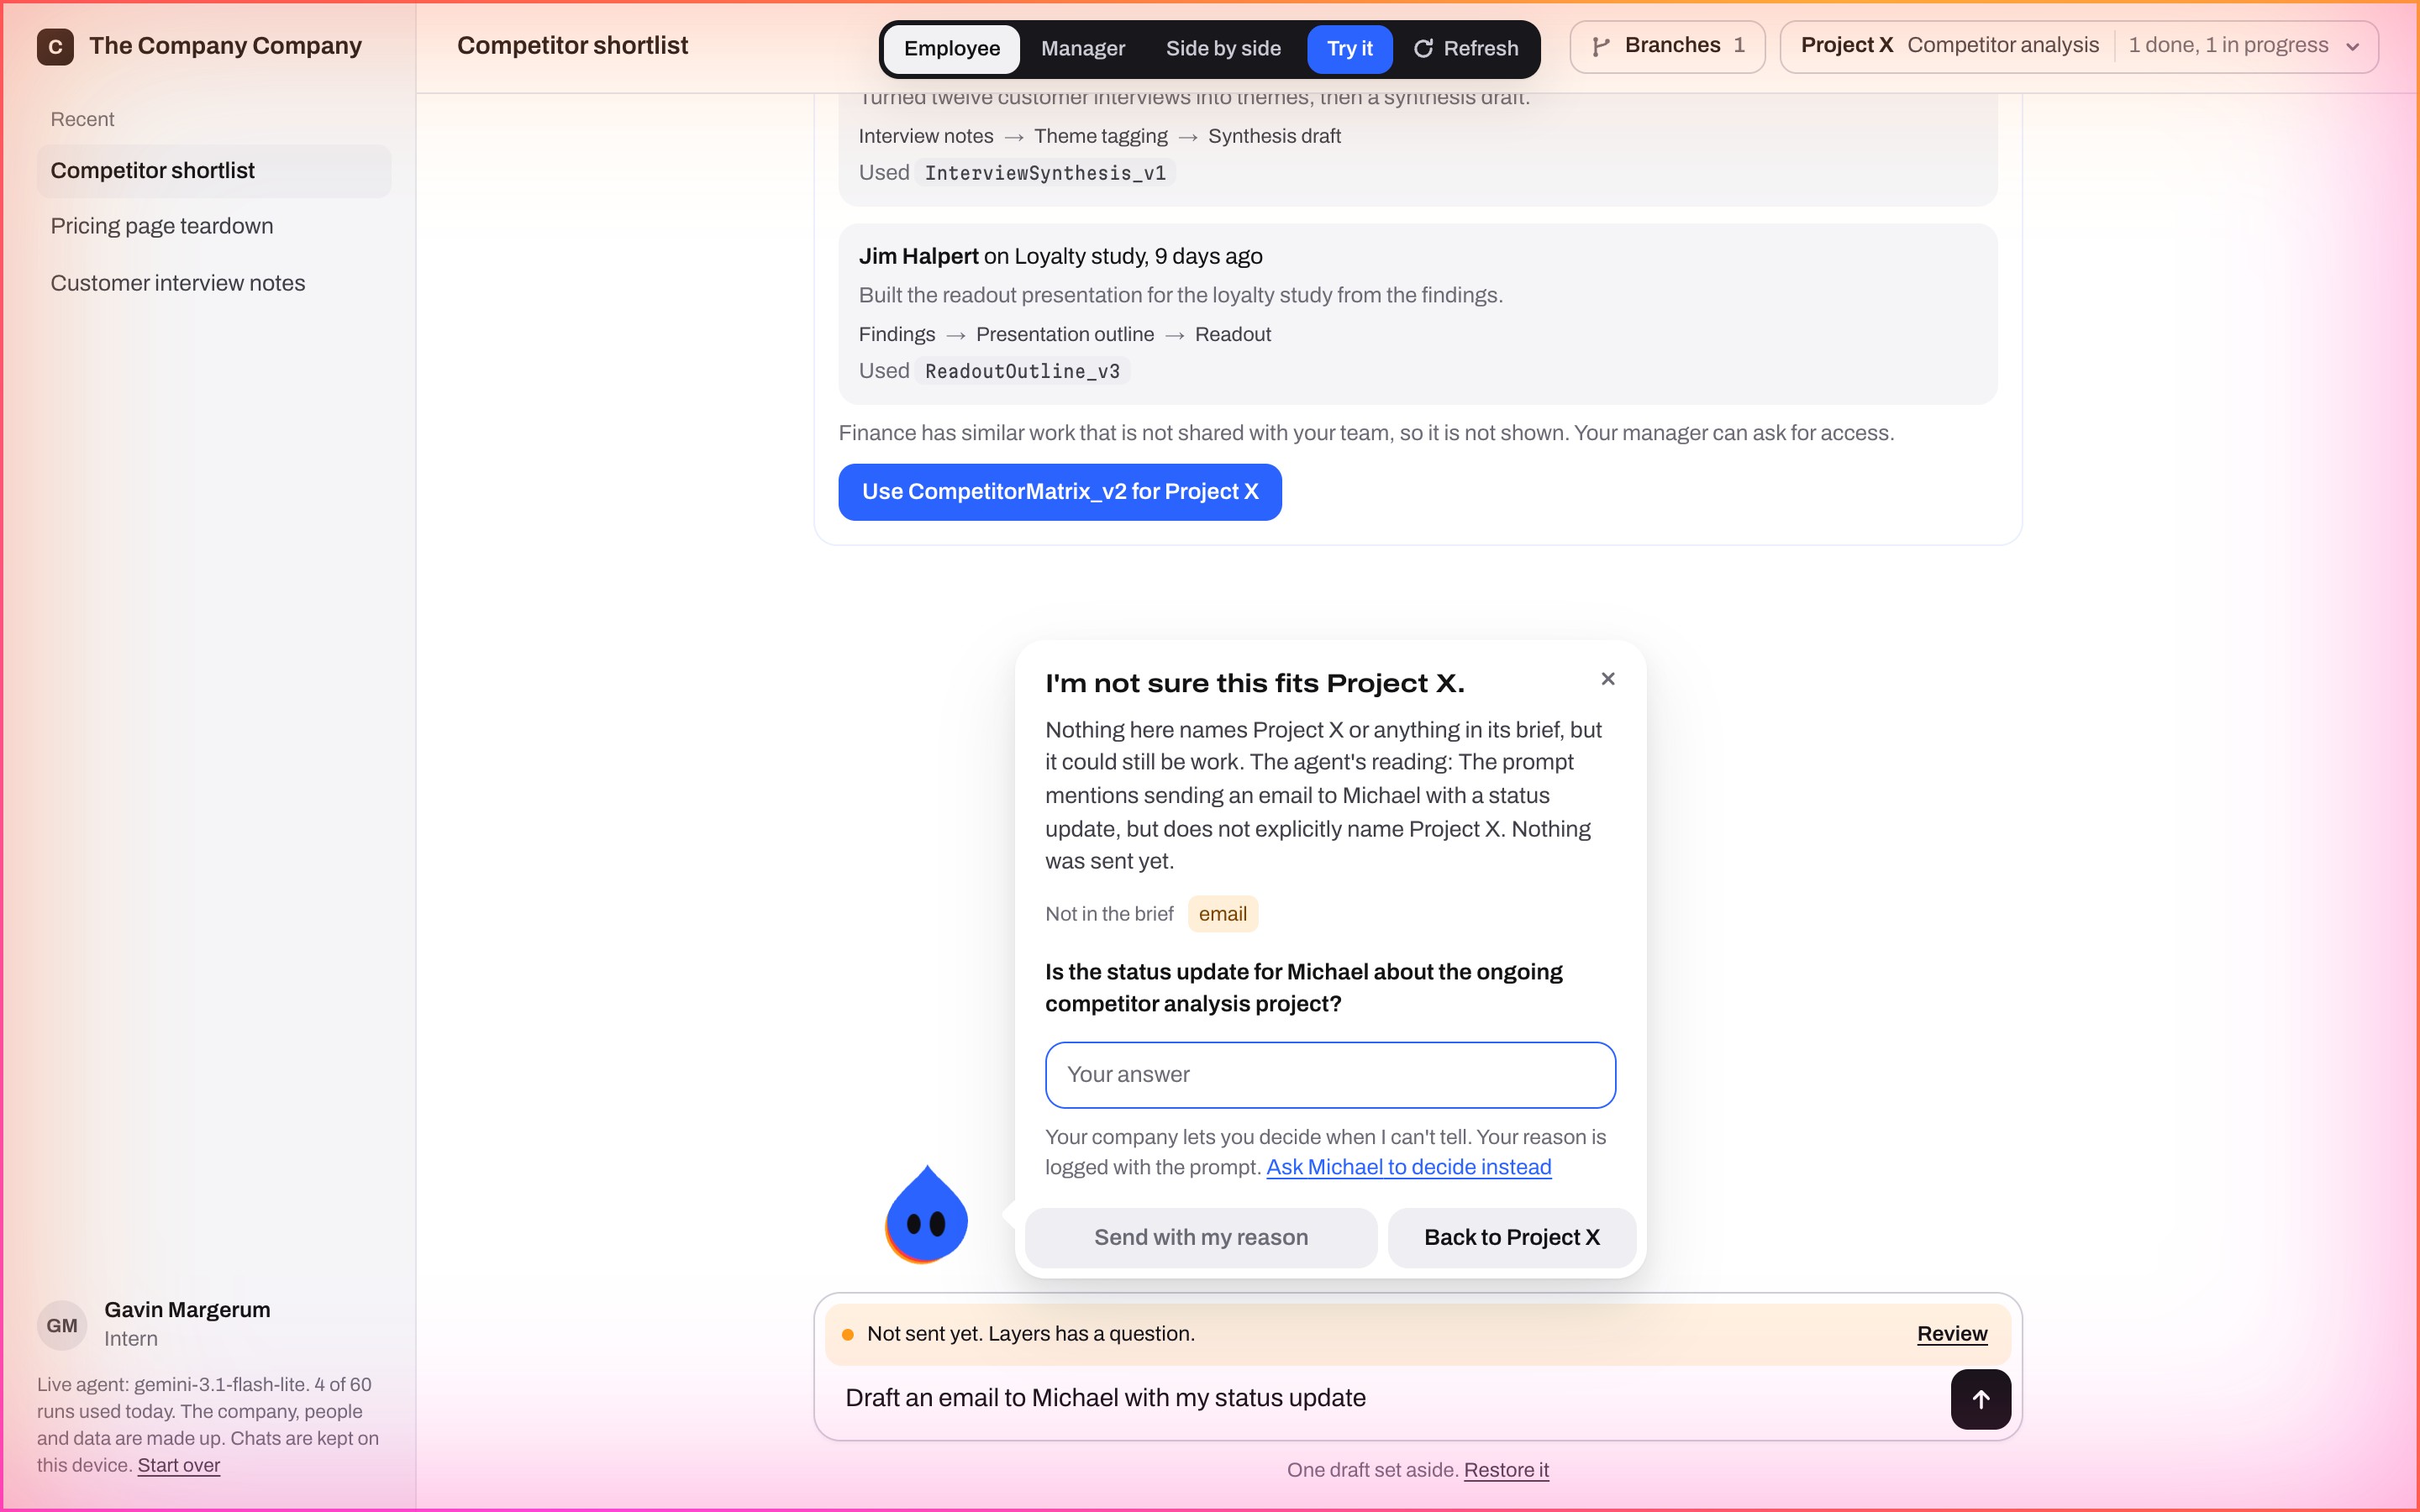 C The Company Company
Recent
Competitor shortlist
Pricing page teardown
Customer interview notes
GM
Gavin Margerum
Intern
Live agent: gemini-3.1-flash-lite. 4 of 60
runs used today. The company, people
and data are made up. Chats are kept on
this device. Start over
Competitor shortlist
Employee Manager Side by side Try it Refresh
Branches 1
Project X Competitor analysis 1 done, 1 in progress
Turned twelve customer interviews into themes, then a synthesis draft.
Interview notes → Theme tagging → Synthesis draft
Used InterviewSynthesis_v1
Jim Halpert on Loyalty study, 9 days ago
Built the readout presentation for the loyalty study from the findings.
Findings → Presentation outline → Readout
Used ReadoutOutline_v3
Finance has similar work that is not shared with your team, so it is not shown. Your manager can ask for access.
Use CompetitorMatrix_v2 for Project X
I'm not sure this fits Project X.
Nothing here names Project X or anything in its brief, but
it could still be work. The agent's reading: The prompt
mentions sending an email to Michael with a status
update, but does not explicitly name Project X. Nothing
was sent yet.
Not in the brief email
Is the status update for Michael about the ongoing
competitor analysis project?
Your answer
Your company lets you decide when I can't tell. Your reason is
logged with the prompt. Ask Michael to decide instead
Send with my reason
Back to Project X
Not sent yet. Layers has a question.
Review
Draft an email to Michael with my status update
One draft set aside. Restore it